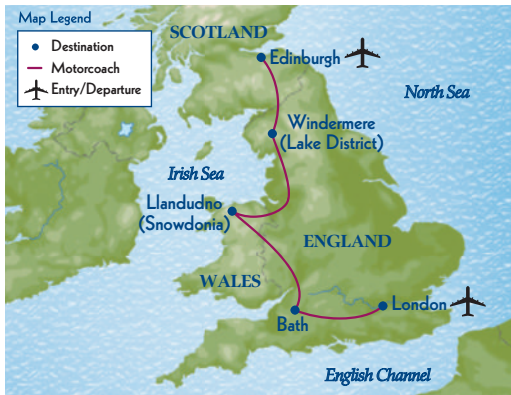 Map Legend
Destination
Motorcoach
Entry/Departure
SCOTLAND
Edinburgh
North Sea
Windermere
(Lake District)
Irish Sea
Llandudno
(Snowdonia)
ENGLAND
WALES
London
Bath
English Channel